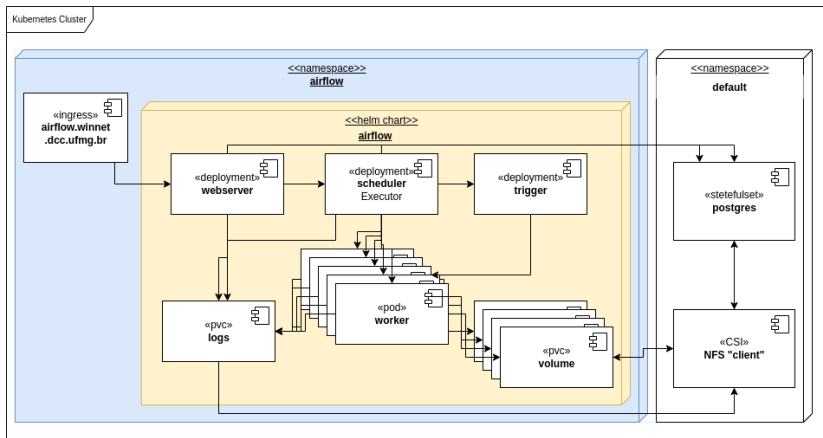 Kubernetes Cluster
<<namespace>>
airflow
«ingress»
airflow.winnet
.dcc.ufmg.br
<<helm chart>>
airflow
«deployment»
webserver
«deployment»
scheduler
Executor
«deployment»
trigger
«pvc»
logs
«pod»
worker
«pvc»
volume
<<namespace>>
default
«stetefulset»
postgres
«CSI»
NFS "client"